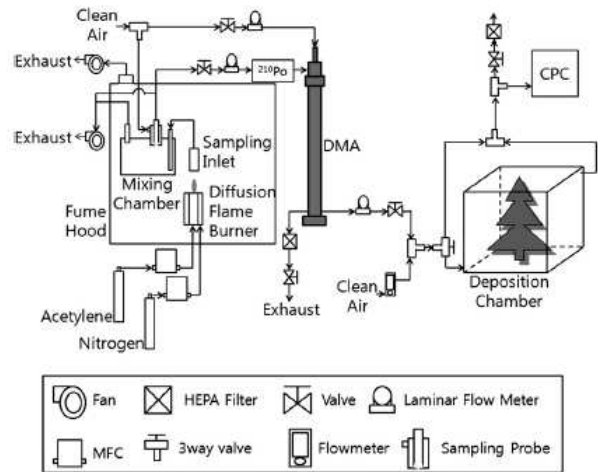 Clean
Air
Exhaust
Exhaust
²¹⁰Po
CPC
Sampling
Inlet
DMA
Mixing
Chamber
Diffusion
Flame
Burner
Fume
Hood
Deposition
Chamber
Clean
Air
Exhaust
Acetylene
Nitrogen
Fan
HEPA Filter
Valve
Laminar Flow Meter
MFC
3way valve
Flowmeter
Sampling Probe